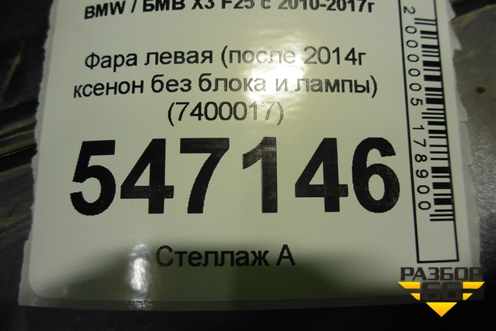 BMW / БМВ X3 F25 с 2010-2017г
Фара левая (после 2014г
ксенон без блока и лампы)
(7400017)
547146
Стеллаж А
2000005178900
РАЗБОР
68